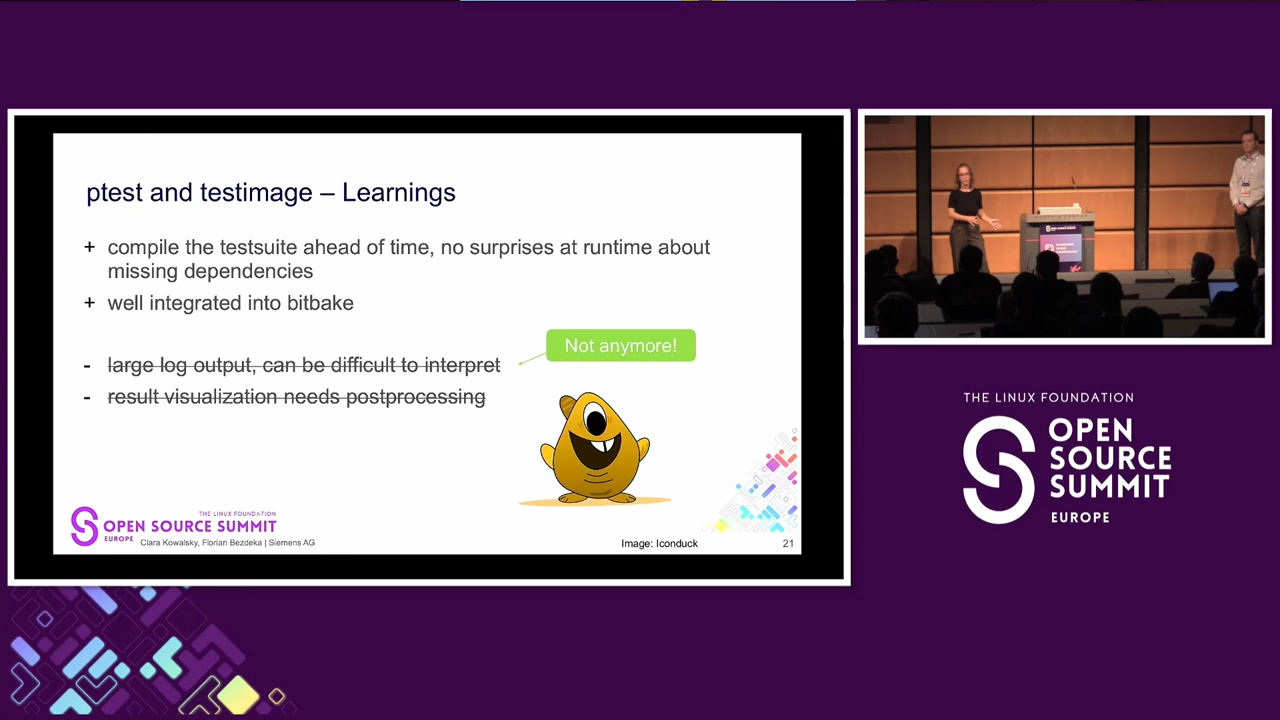 ptest and testimage – Learnings
+ compile the testsuite ahead of time, no surprises at runtime about
missing dependencies
+ well integrated into bitbake
- large log output, can be difficult to interpret
Not anymore!
- result visualization needs postprocessing
THE LINUX FOUNDATION
OPEN SOURCE SUMMIT
EUROPE
Clara Kowalsky, Florian Bezdeka | Siemens AG
Image: Iconduck
21
THE LINUX FOUNDATION
OPEN
SOURCE
SUMMIT
EUROPE